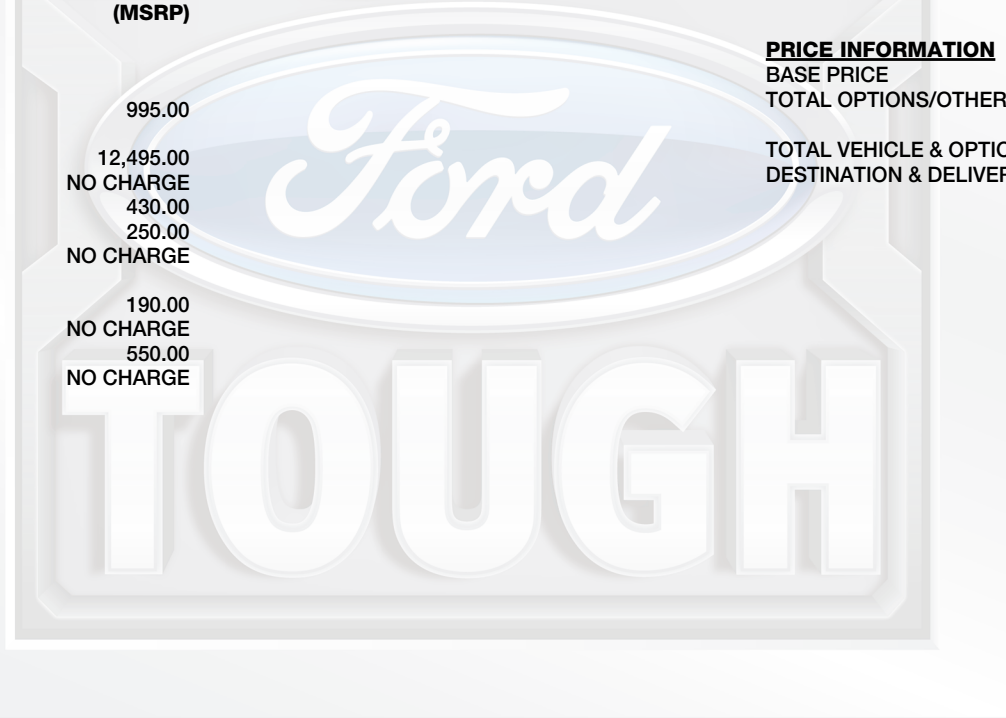 (MSRP)
995.00
12,495.00
NO CHARGE
430.00
250.00
NO CHARGE
190.00
NO CHARGE
550.00
NO CHARGE
PRICE INFORMATION
BASE PRICE
TOTAL OPTIONS/OTHER
TOTAL VEHICLE & OPTIO
DESTINATION & DELIVER
Ford
TOUGH